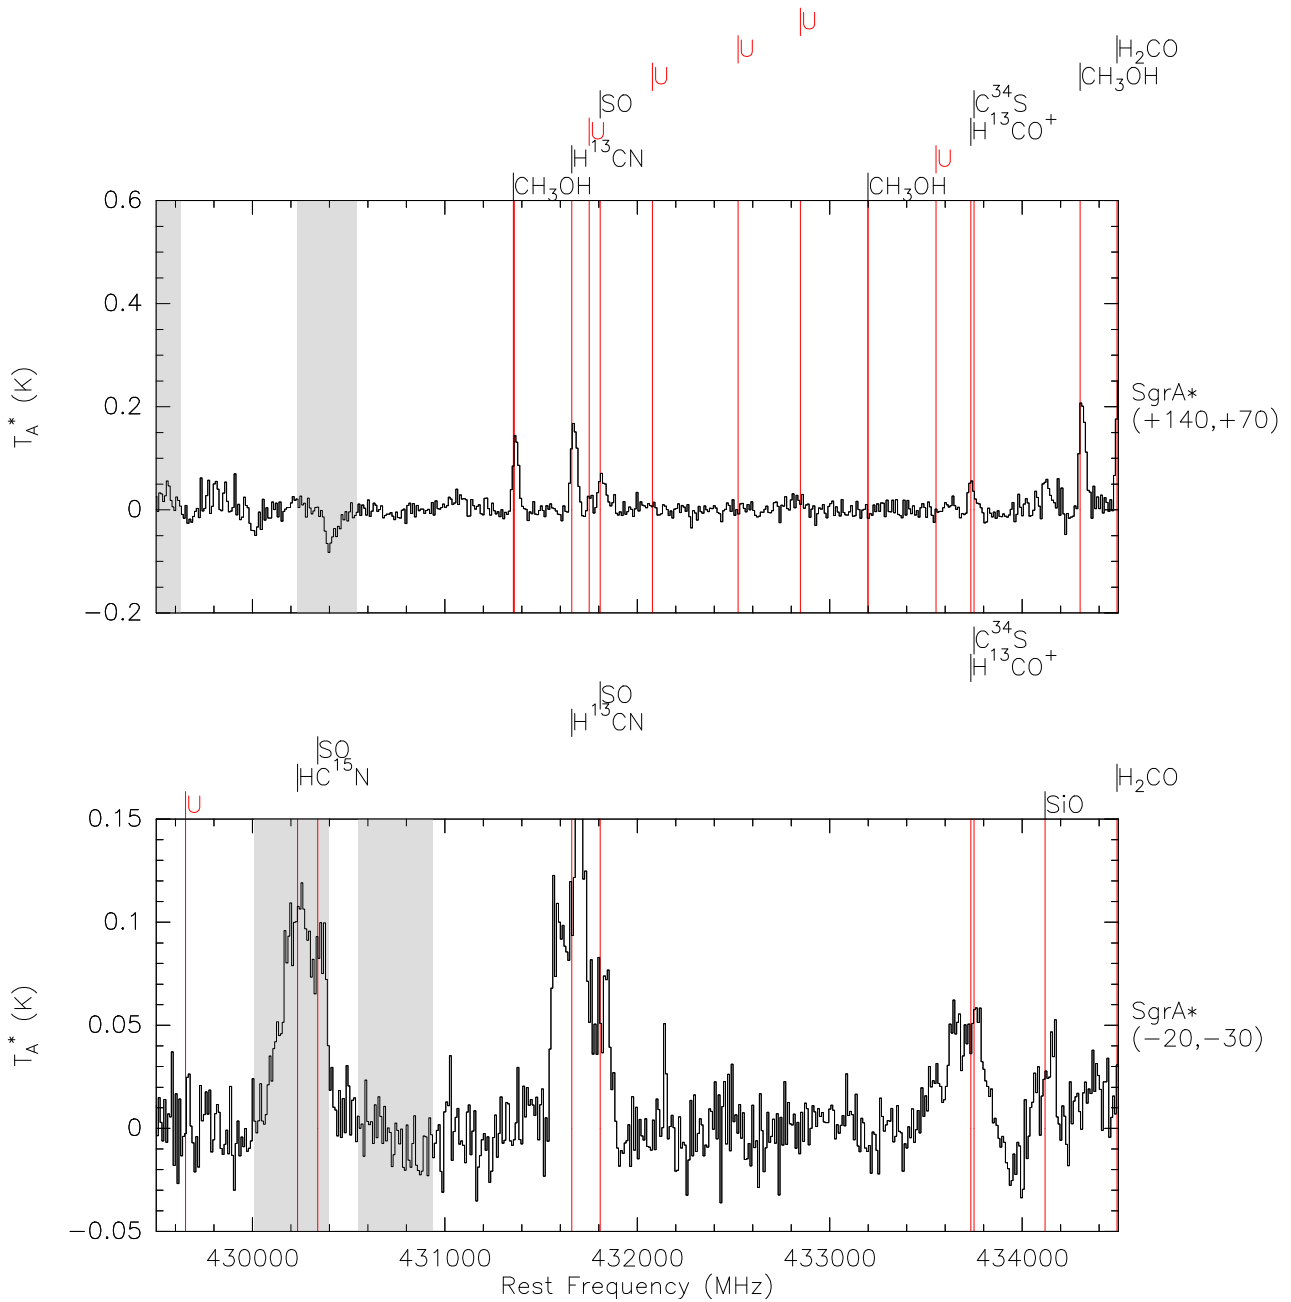 U
U
H₂CO
U
CH₃OH
SO
C³⁴S
U
H¹³CO⁺
H¹³CN
U
CH₃OH
CH₃OH
0.6
0.4
0.2
0
−0.2
T_A* (K)
SgrA*
(+140,+70)
C³⁴S
H¹³CO⁺
SO
H¹³CN
SO
HC¹⁵N
H₂CO
U
SiO
0.15
0.1
0.05
0
−0.05
T_A* (K)
SgrA*
(−20,−30)
430000 431000 432000 433000 434000
Rest Frequency (MHz)